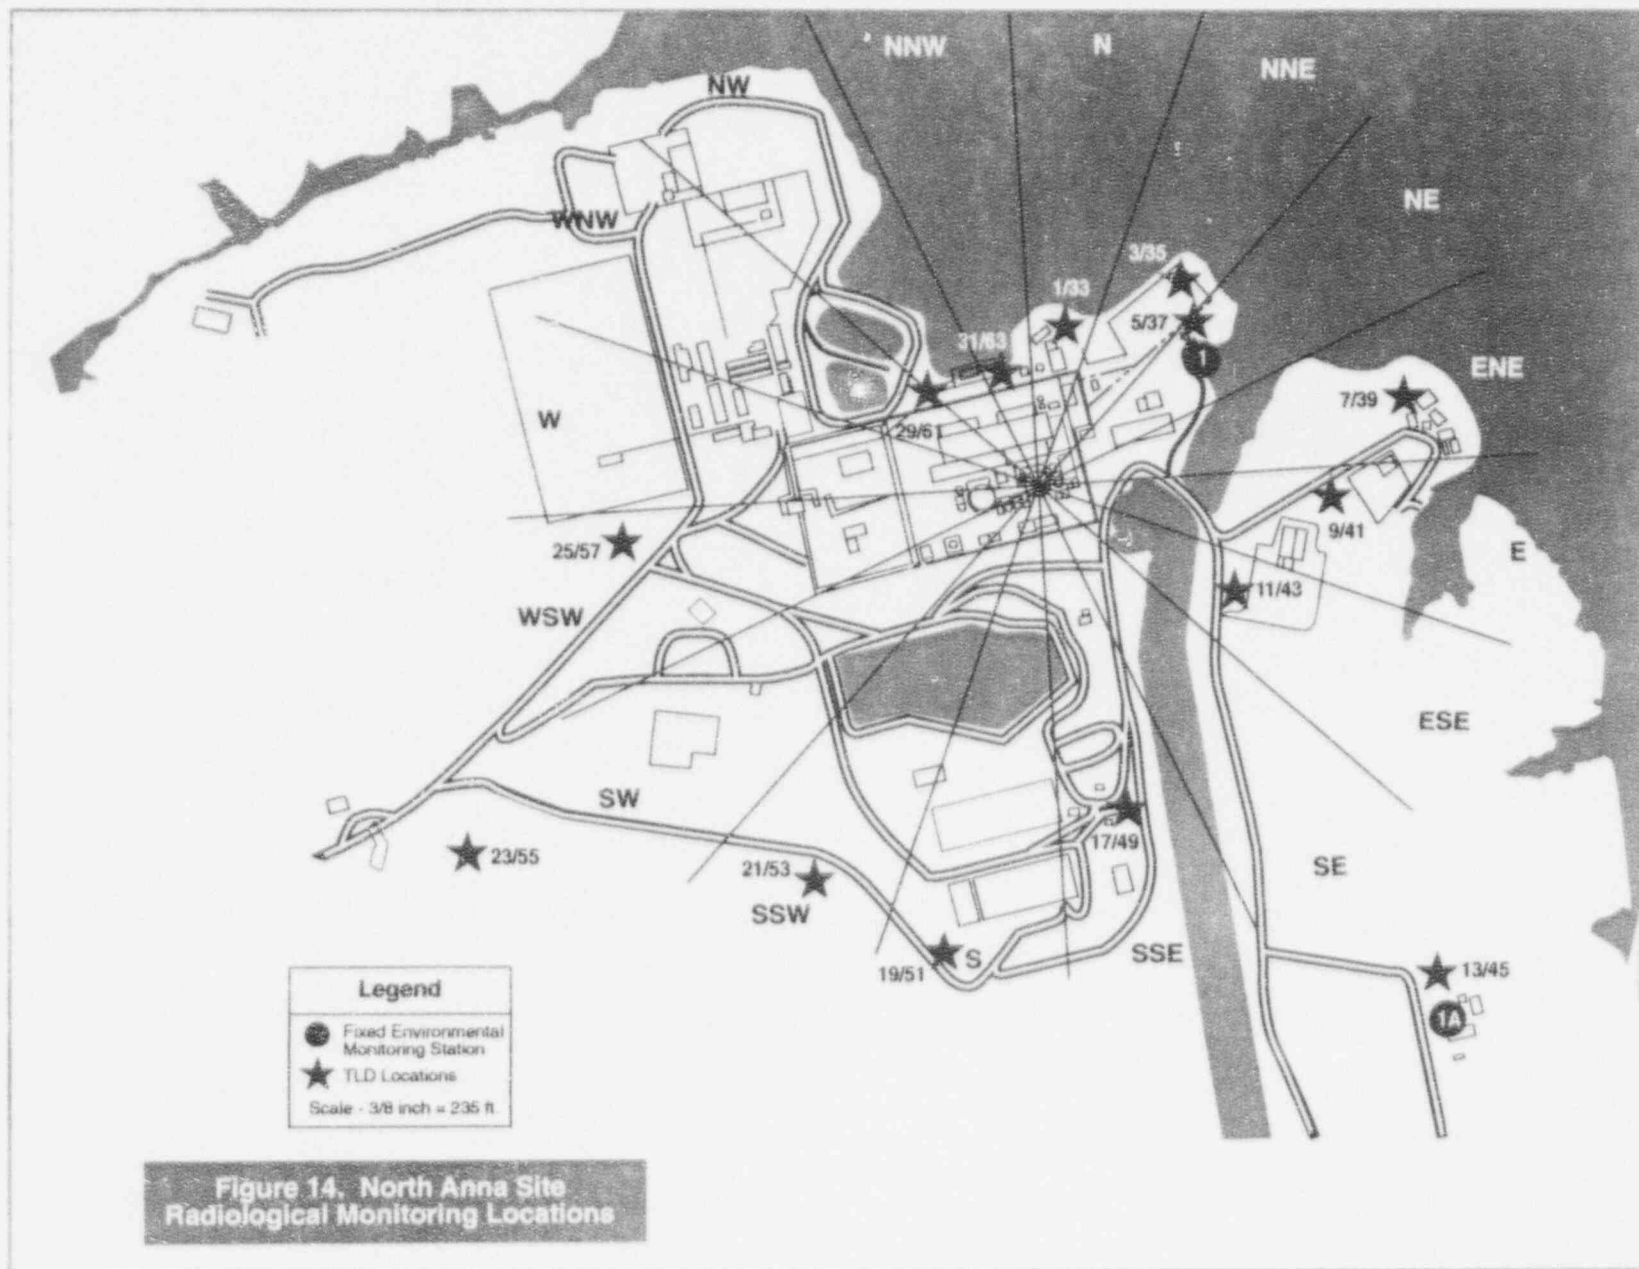 NNW
N
NNE
NW
NE
WNW
3/35
1/33
5/37
31/63
1
ENE
7/39
W
29/61
9/41
E
25/57
11/43
WSW
ESE
SW
17/49
23/55
21/53
SE
SSW
19/51
S
SSE
13/45
1A
Legend
Fixed Environmental
Monitoring Station
TLD Locations
Scale - 3/8 inch = 235 ft.
Figure 14. North Anna Site
Radiological Monitoring Locations